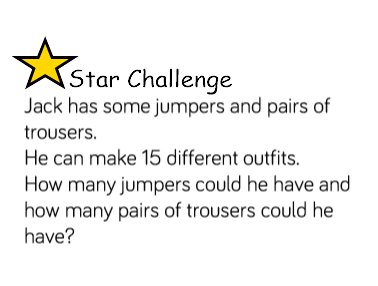 Star Challenge
Jack has some jumpers and pairs of
trousers.
He can make 15 different outfits.
How many jumpers could he have and
how many pairs of trousers could he
have?